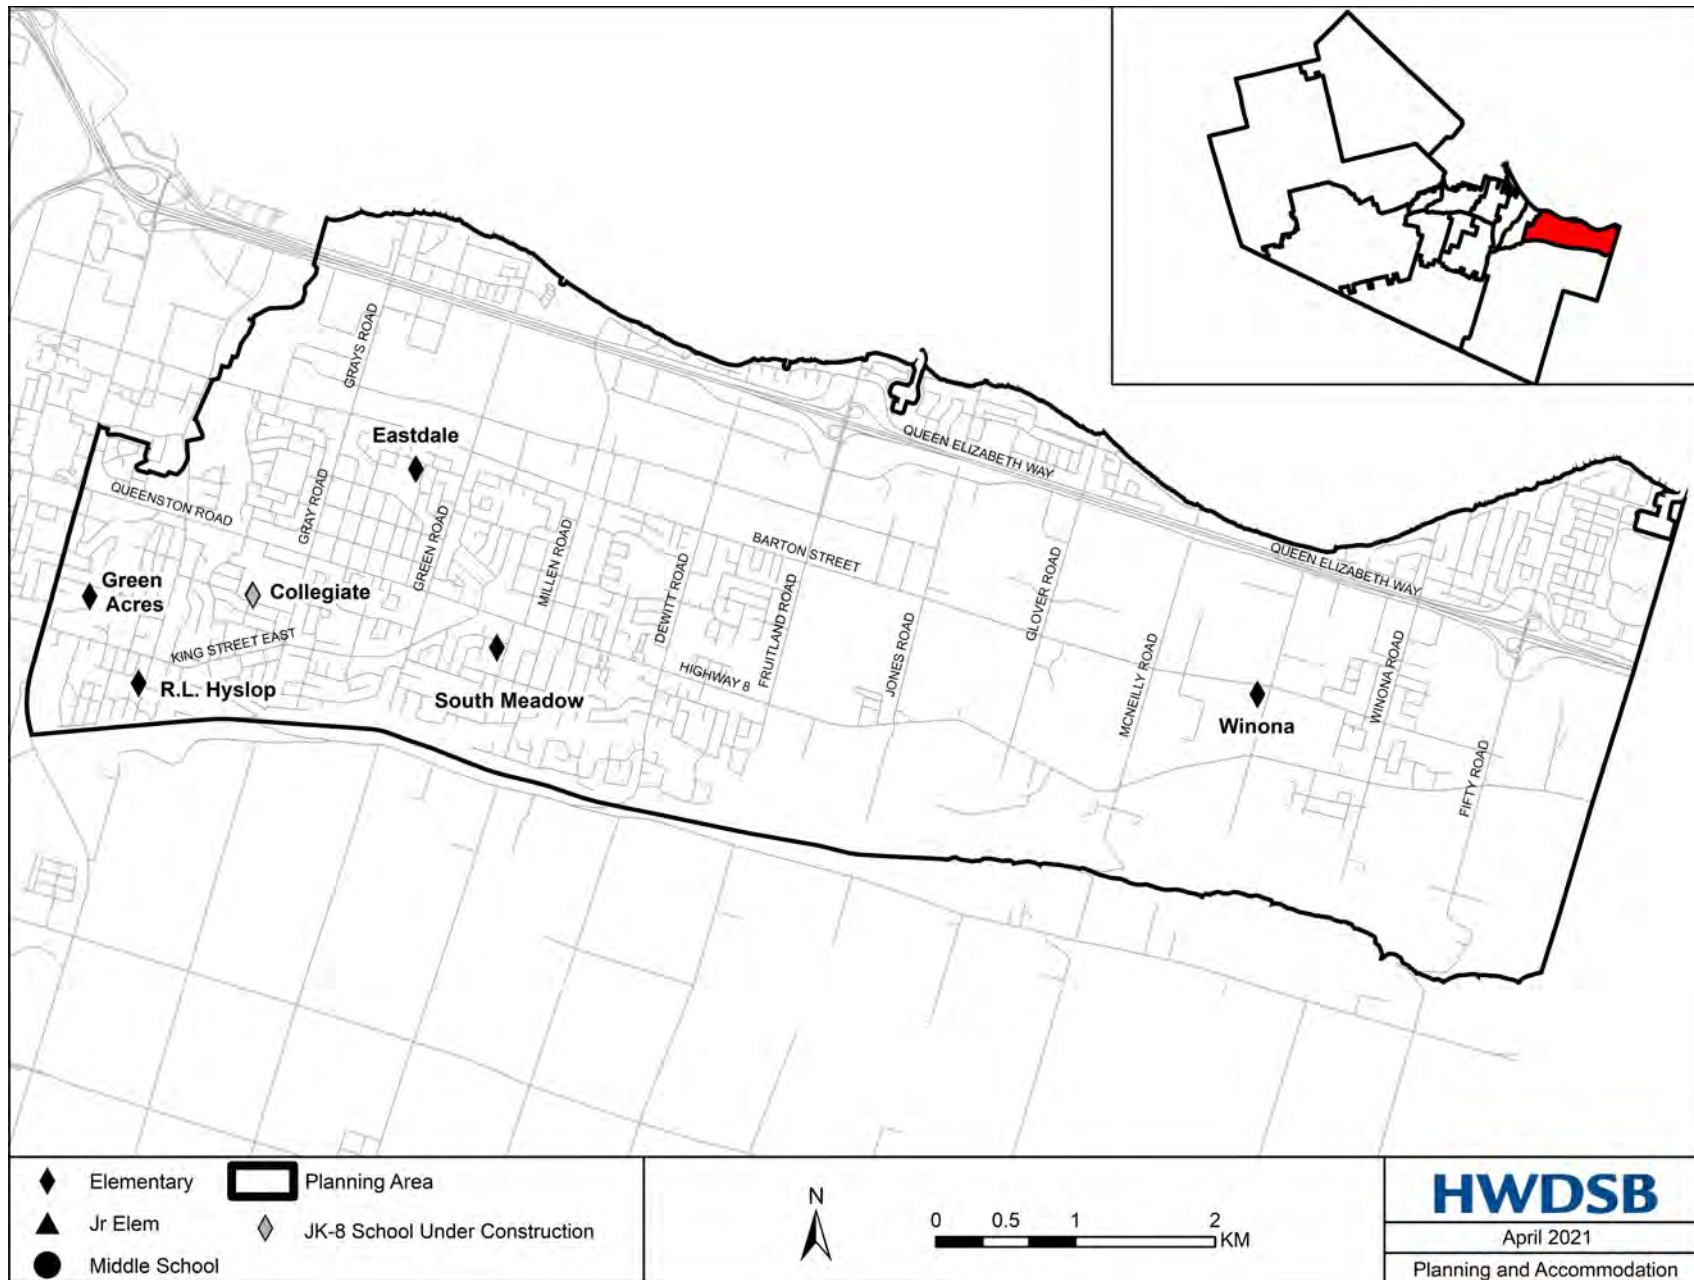 GRAYS ROAD
Eastdale
QUEEN ELIZABETH WAY
QUEENSTON ROAD
GRAY ROAD
GREEN ROAD
MILLEN ROAD
BARTON STREET
QUEEN ELIZABETH WAY
Green
Acres
Collegiate
DEWITT ROAD
FRUITLAND ROAD
GLOVER ROAD
JONES ROAD
KING STREET EAST
R.L. Hyslop
South Meadow
HIGHWAY 8
MCNEILLY ROAD
WINONA ROAD
Winona
FIFTY ROAD
Elementary
Planning Area
Jr Elem
JK-8 School Under Construction
Middle School
N
0 0.5 1 2
KM
HWDSB
April 2021
Planning and Accommodation